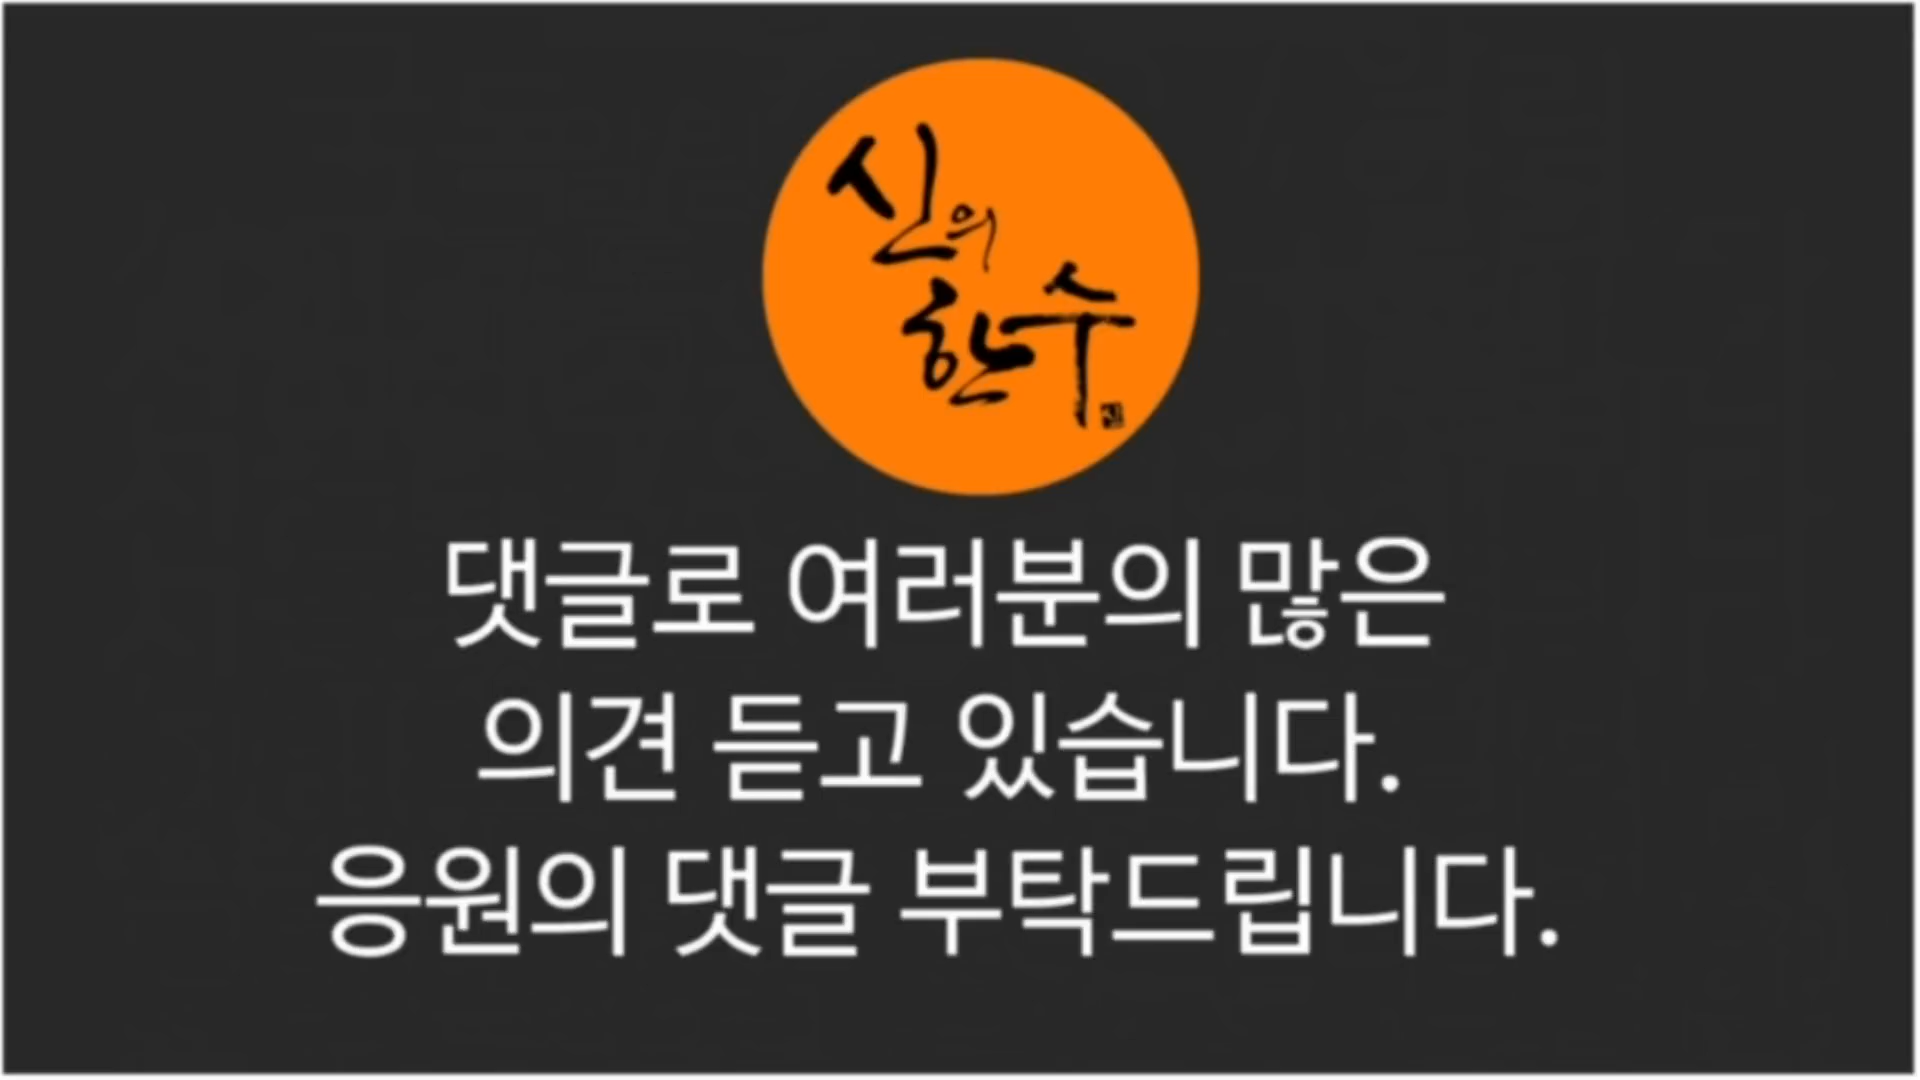 신의
한수
댓글로 여러분의 많은
의견 듣고 있습니다.
응원의 댓글 부탁드립니다.